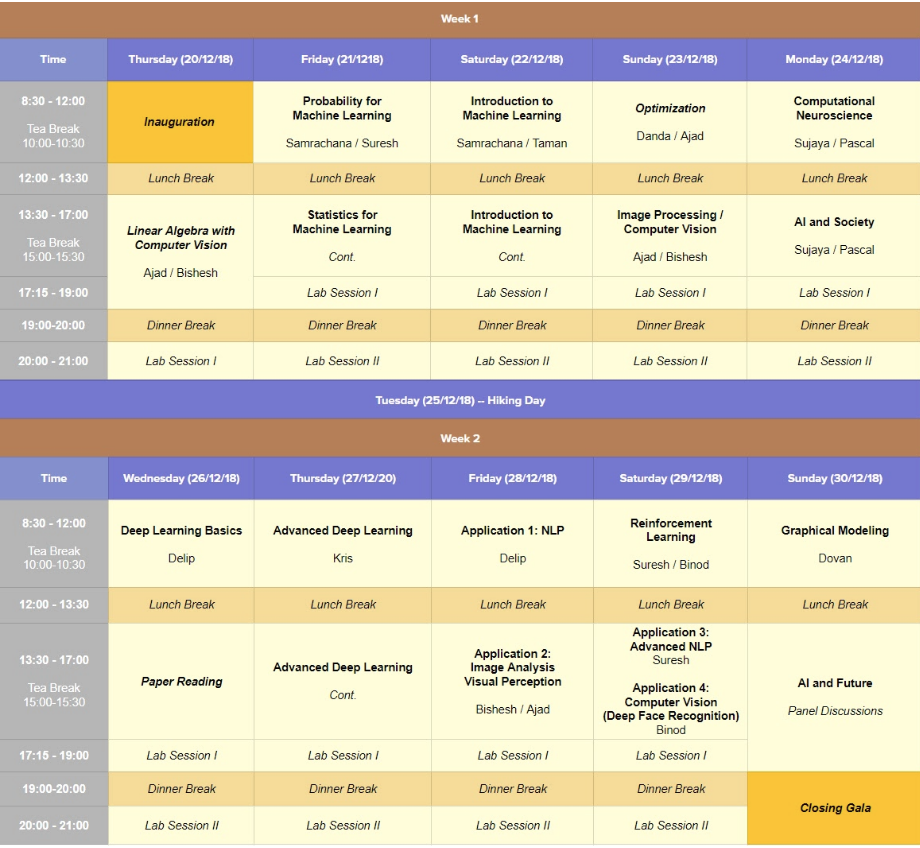 Week 1
Time
Thursday (20/12/18)
Friday (21/1218)
Saturday (22/12/18)
Sunday (23/12/18)
Monday (24/12/18)
8:30 - 12:00
Tea Break
10:00-10:30
Inauguration
Probability for
Machine Learning
Samrachana / Suresh
Introduction to
Machine Learning
Samrachana / Taman
Optimization
Danda / Ajad
Computational
Neuroscience
Sujaya / Pascal
12:00 - 13:30
Lunch Break
Lunch Break
Lunch Break
Lunch Break
Lunch Break
13:30 - 17:00
Tea Break
15:00-15:30
Linear Algebra with
Computer Vision
Ajad / Bishesh
Statistics for
Machine Learning
Cont.
Introduction to
Machine Learning
Cont.
Image Processing /
Computer Vision
Ajad / Bishesh
AI and Society
Sujaya / Pascal
17:15 - 19:00
Lab Session I
Lab Session I
Lab Session I
Lab Session I
19:00-20:00
Dinner Break
Dinner Break
Dinner Break
Dinner Break
Dinner Break
20:00 - 21:00
Lab Session I
Lab Session II
Lab Session II
Lab Session II
Lab Session II
Tuesday (25/12/18) -- Hiking Day
Week 2
Time
Wednesday (26/12/18)
Thursday (27/12/20)
Friday (28/12/18)
Saturday (29/12/18)
Sunday (30/12/18)
8:30 - 12:00
Tea Break
10:00-10:30
Deep Learning Basics
Delip
Advanced Deep Learning
Kris
Application 1: NLP
Delip
Reinforcement
Learning
Suresh / Binod
Graphical Modeling
Dovan
12:00 - 13:30
Lunch Break
Lunch Break
Lunch Break
Lunch Break
Lunch Break
13:30 - 17:00
Tea Break
15:00-15:30
Paper Reading
Advanced Deep Learning
Cont.
Application 2:
Image Analysis
Visual Perception
Bishesh / Ajad
Application 3:
Advanced NLP
Suresh
Application 4:
Computer Vision
(Deep Face Recognition)
Binod
AI and Future
Panel Discussions
17:15 - 19:00
Lab Session I
Lab Session I
Lab Session I
Lab Session I
19:00-20:00
Dinner Break
Dinner Break
Dinner Break
Dinner Break
Closing Gala
20:00 - 21:00
Lab Session II
Lab Session II
Lab Session II
Lab Session II